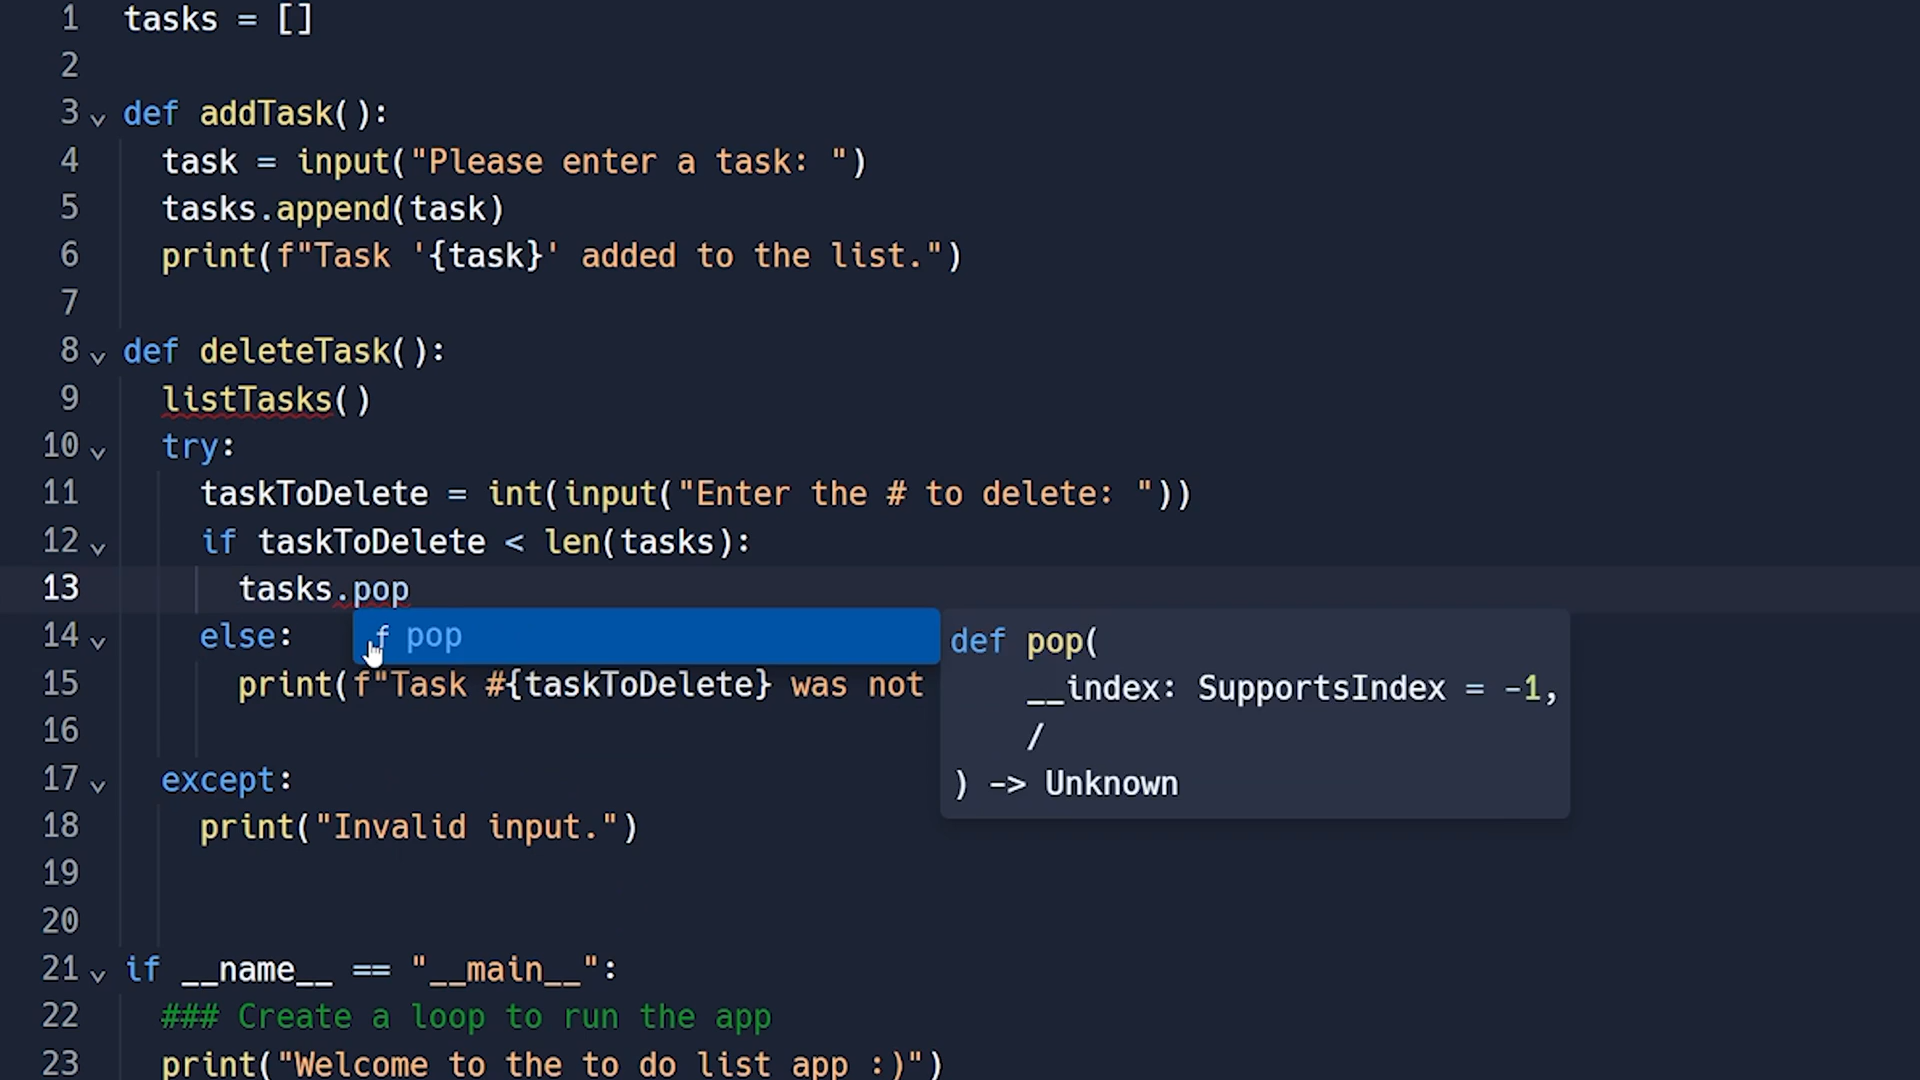 1 tasks = []
2
3 def addTask():
4 task = input("Please enter a task: ")
5 tasks.append(task)
6 print(f"Task '{task}' added to the list.")
7
8 def deleteTask():
9 listTasks()
10 try:
11 taskToDelete = int(input("Enter the # to delete: "))
12 if taskToDelete < len(tasks):
13 tasks.pop
14 else:
f pop
def pop(
__index: SupportsIndex = -1,
/
) -> Unknown
15 print(f"Task #{taskToDelete} was not
16
17 except:
18 print("Invalid input.")
19
20
21 if __name__ == "__main__":
22 ### Create a loop to run the app
23 print("Welcome to the to do list app :)")